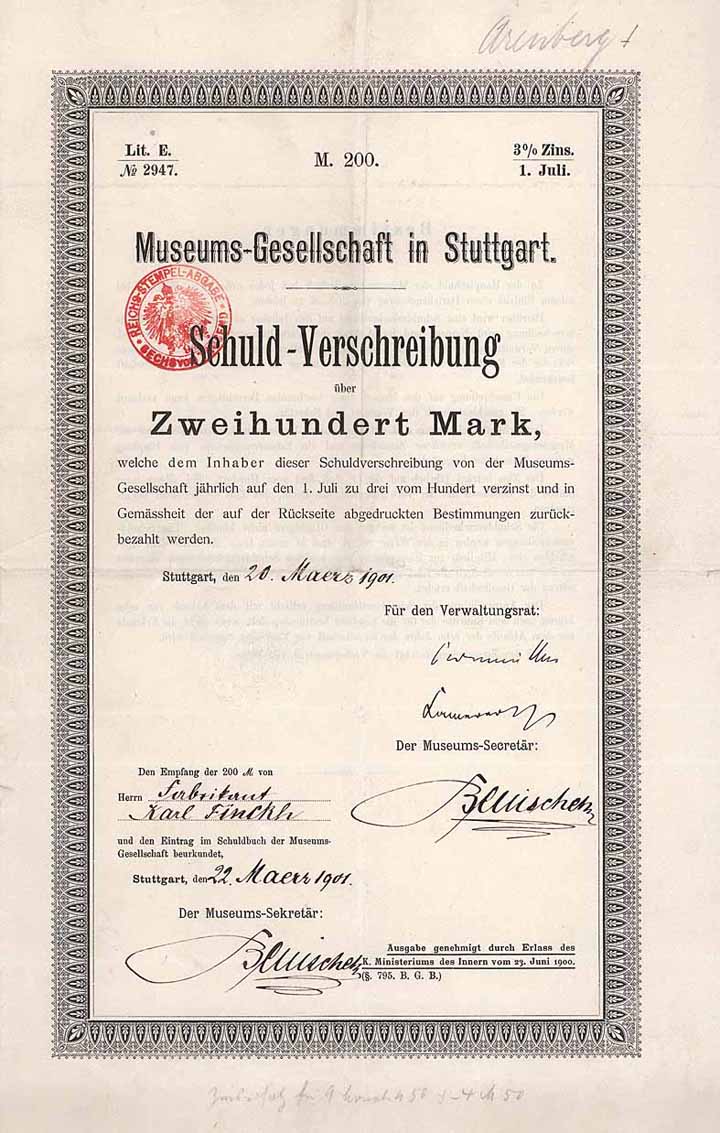 Arenberg
Lit. E.
№ 2947.
M. 200.
3% Zins.
1. Juli.
Museums-Gesellschaft in Stuttgart.
REICHS-STEMPEL-ABGABE
Schuld-Verschreibung
über
Zweihundert Mark,
welche dem Inhaber dieser Schuldverschreibung von der Museums-
Gesellschaft jährlich auf den 1. Juli zu drei vom Hundert verzinst und in
Gemässheit der auf der Rückseite abgedruckten Bestimmungen zurück-
bezahlt werden.
Stuttgart, den 20. Maerz 1901.
Für den Verwaltungsrat:
Der Museums-Secretär:
Den Empfang der 200 M von
Herrn Fabrikant
Karl Finckh
und den Eintrag im Schuldbuch der Museums-
Gesellschaft beurkundet,
Stuttgart, den 22. Maerz 1901.
Der Museums-Sekretär:
Ausgabe genehmigt durch Erlass des
K. Ministeriums des Innern vom 23. Juni 1900.
(§. 795. B. G. B.)